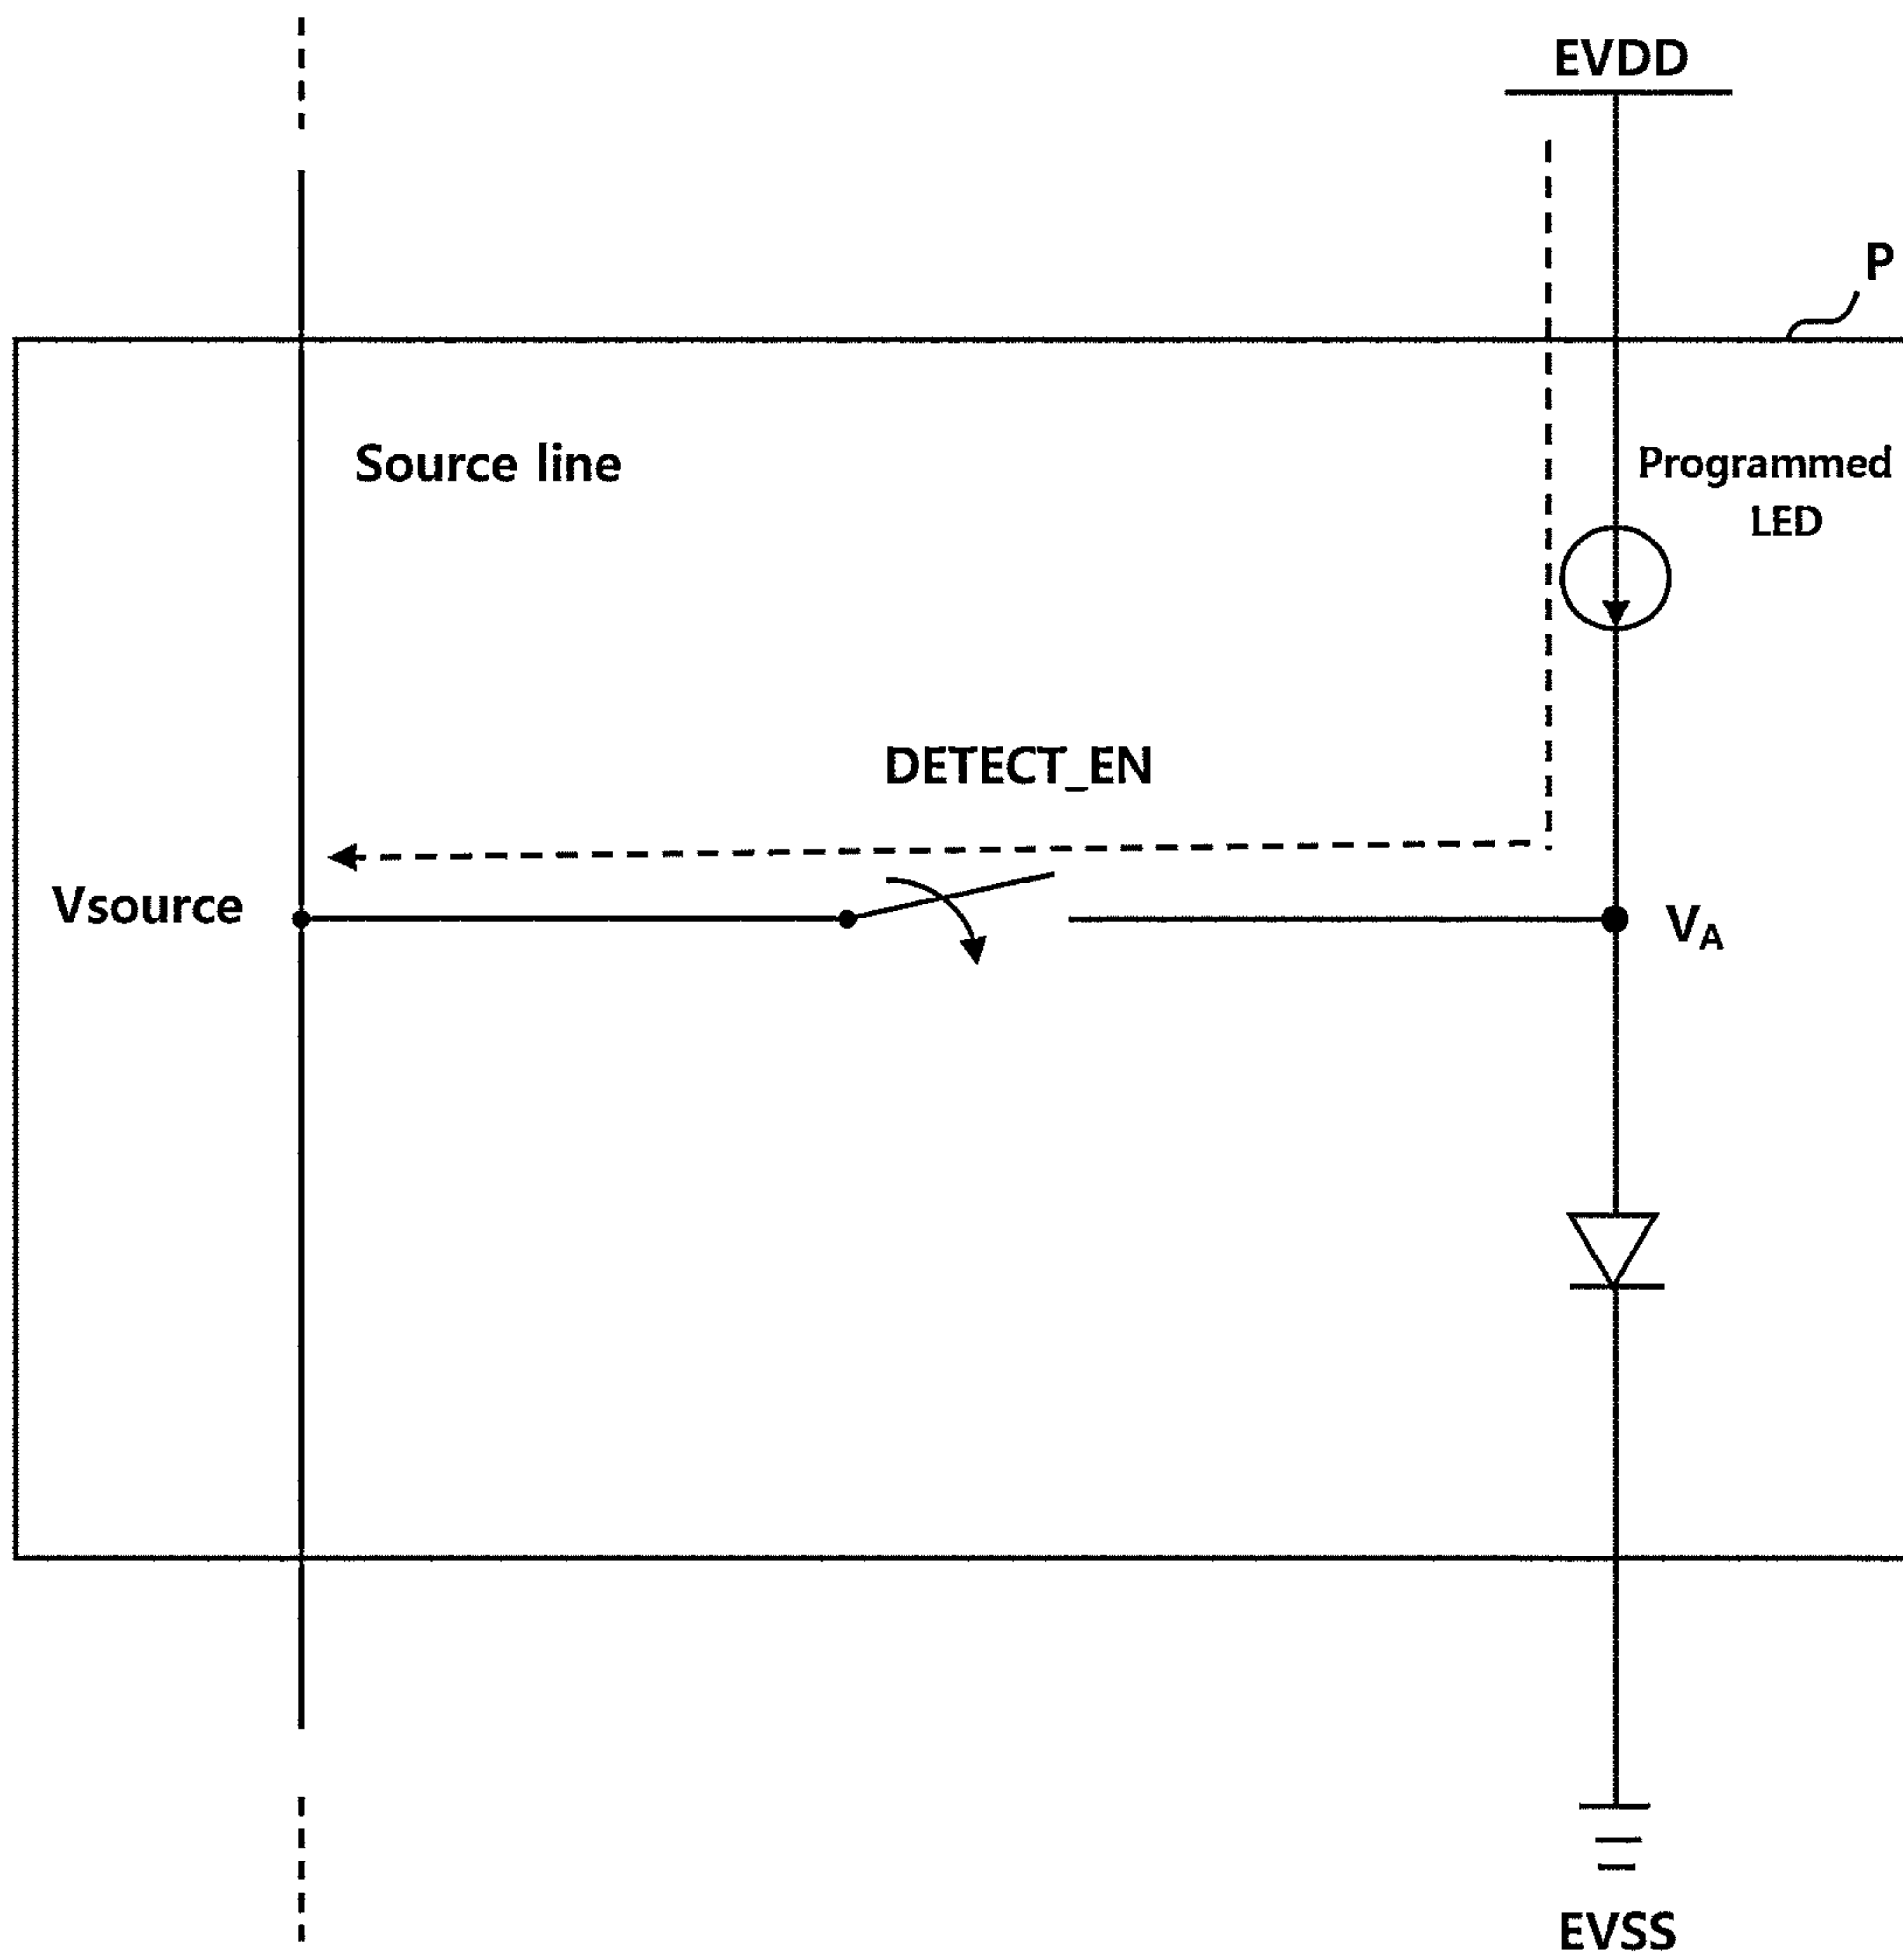 EVDD
P
Source line
Programmed
LED
DETECT_EN
Vsource
VA
EVSS